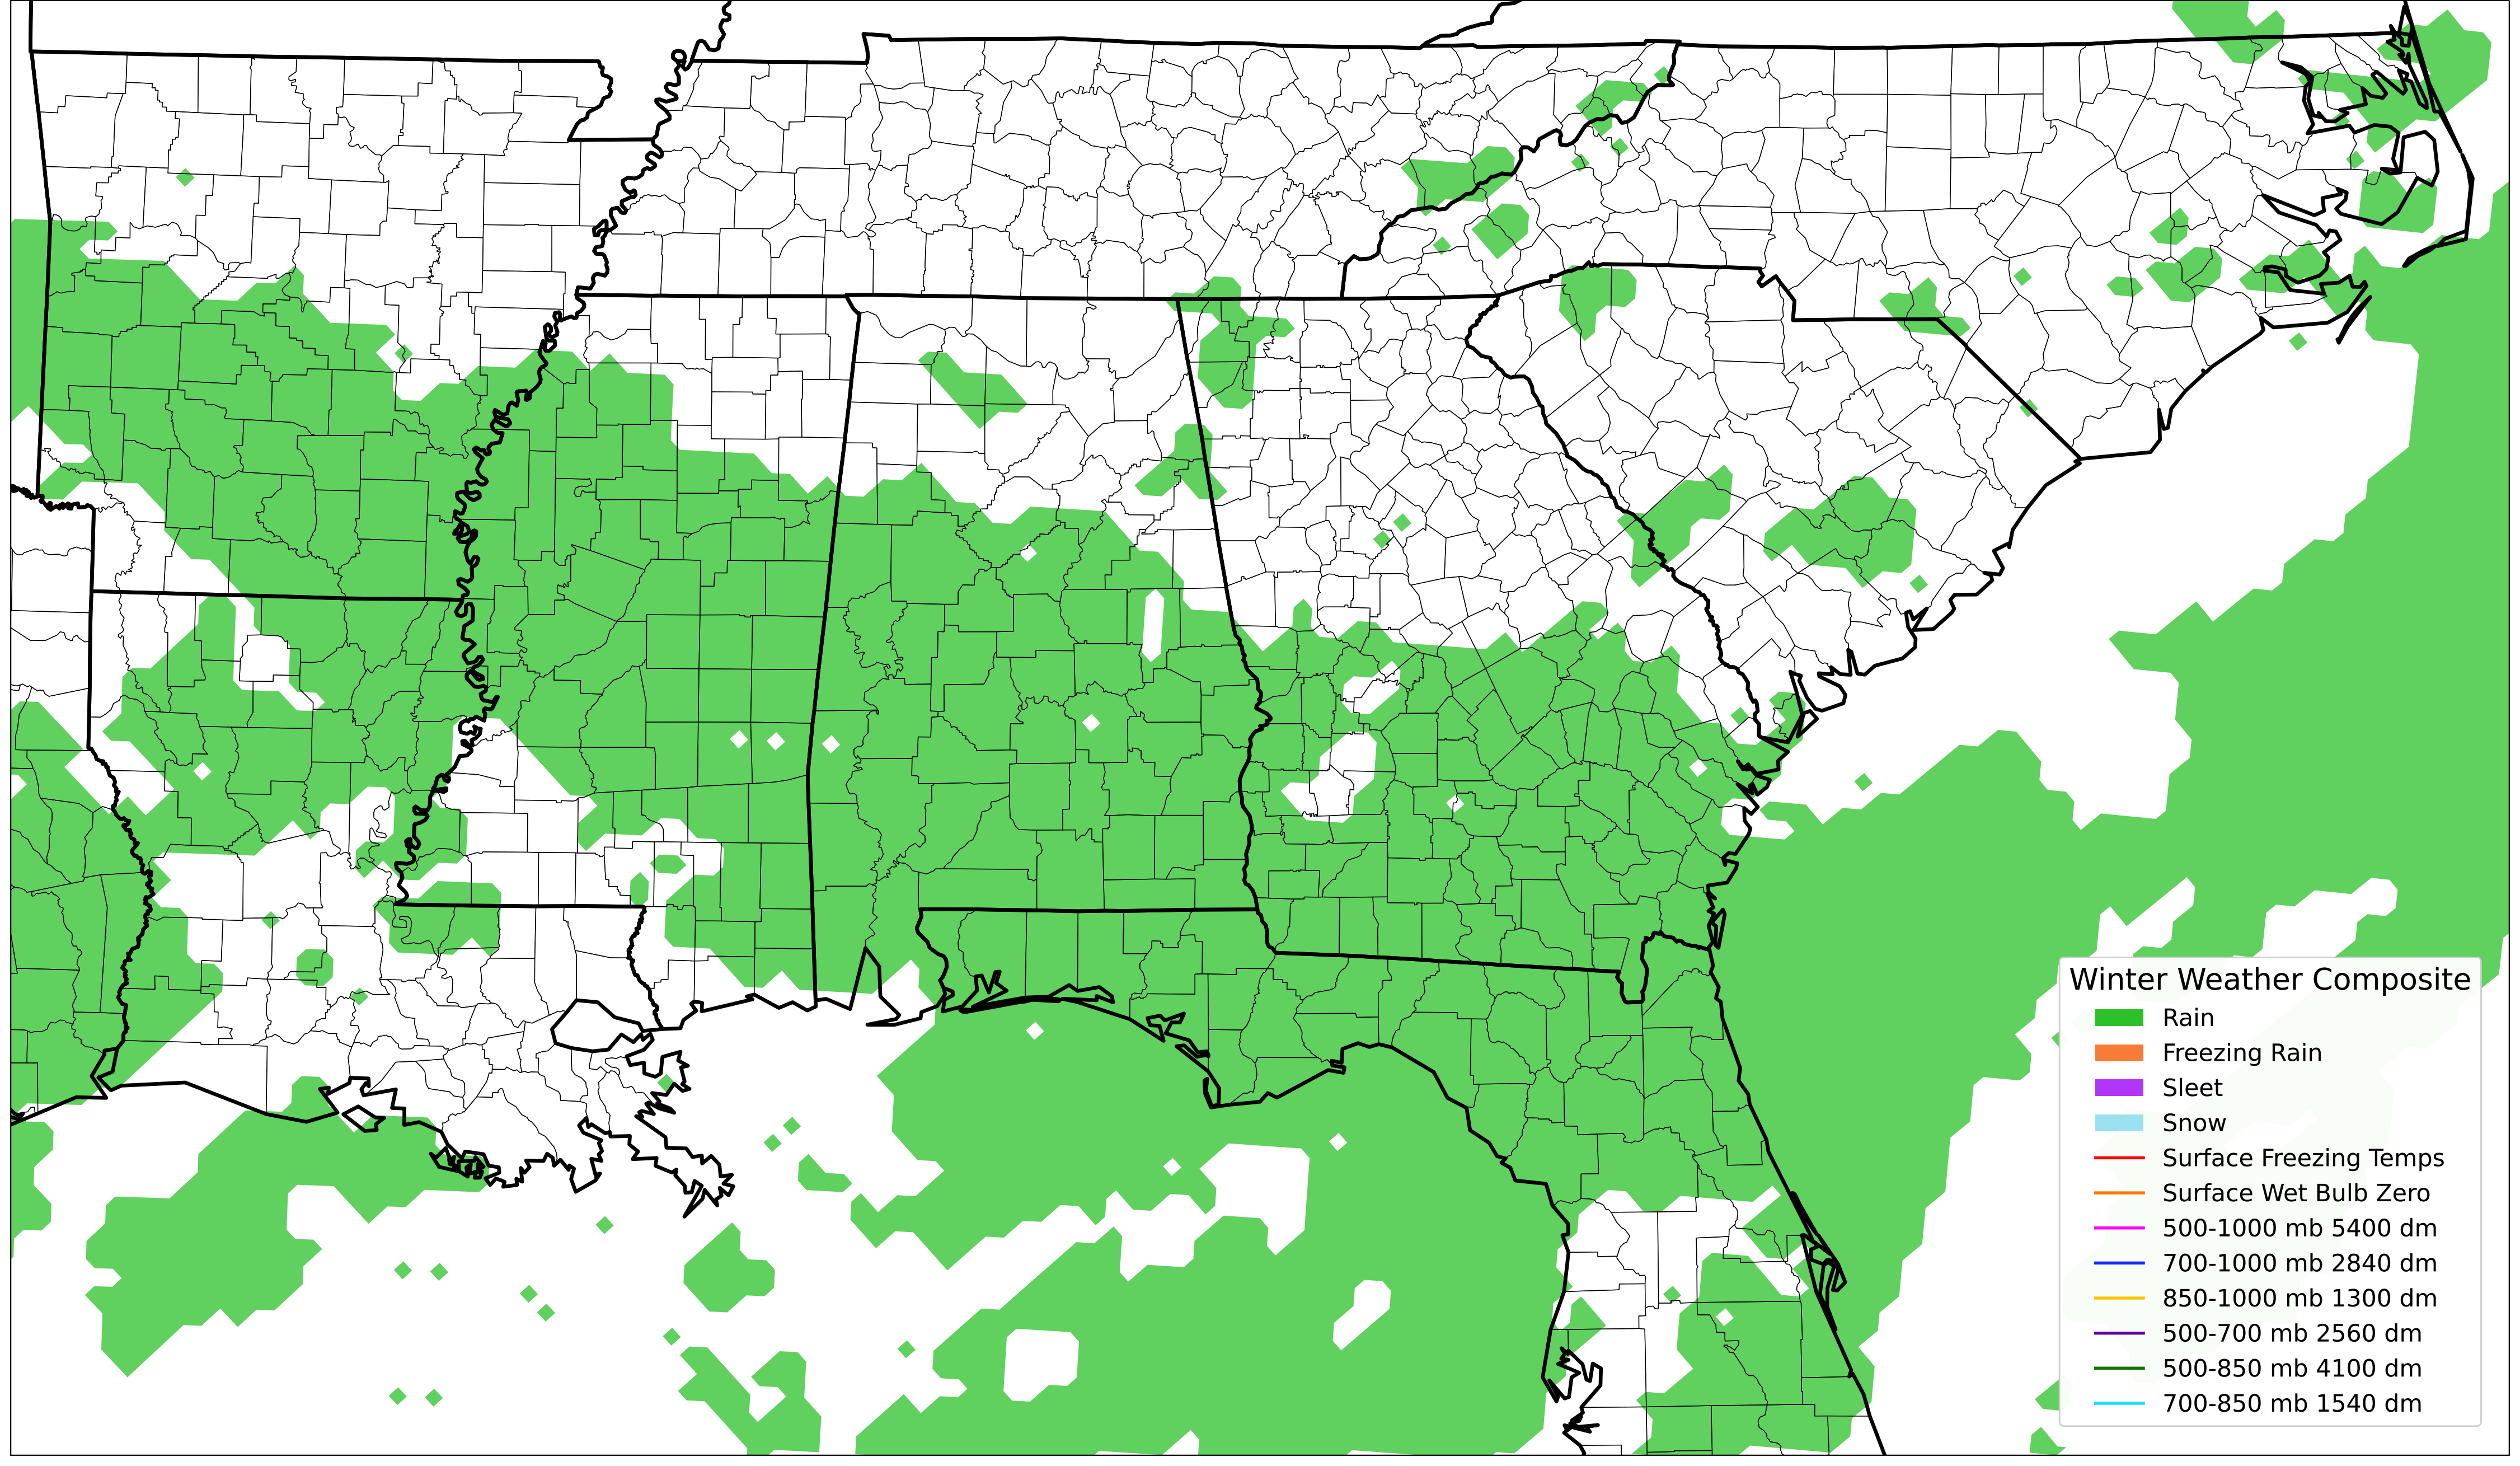 Winter Weather Composite
Rain
Freezing Rain
Sleet
Snow
Surface Freezing Temps
Surface Wet Bulb Zero
500-1000 mb 5400 dm
700-1000 mb 2840 dm
850-1000 mb 1300 dm
500-700 mb 2560 dm
500-850 mb 4100 dm
700-850 mb 1540 dm